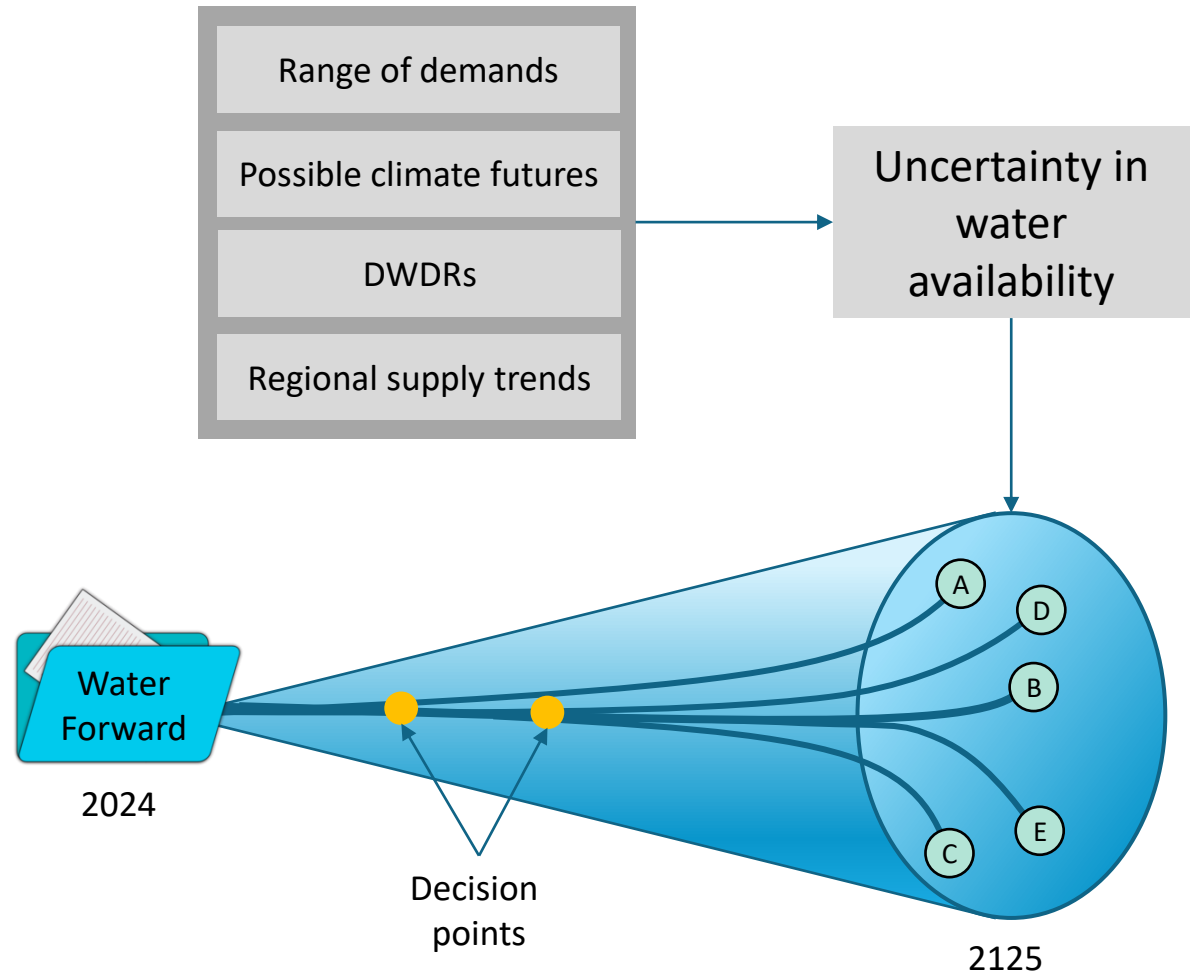 Range of demands
Possible climate futures
DWDRs
Regional supply trends
Uncertainty in
water
availability
Water
Forward
2024
A
D
B
E
C
Decision
points
2125